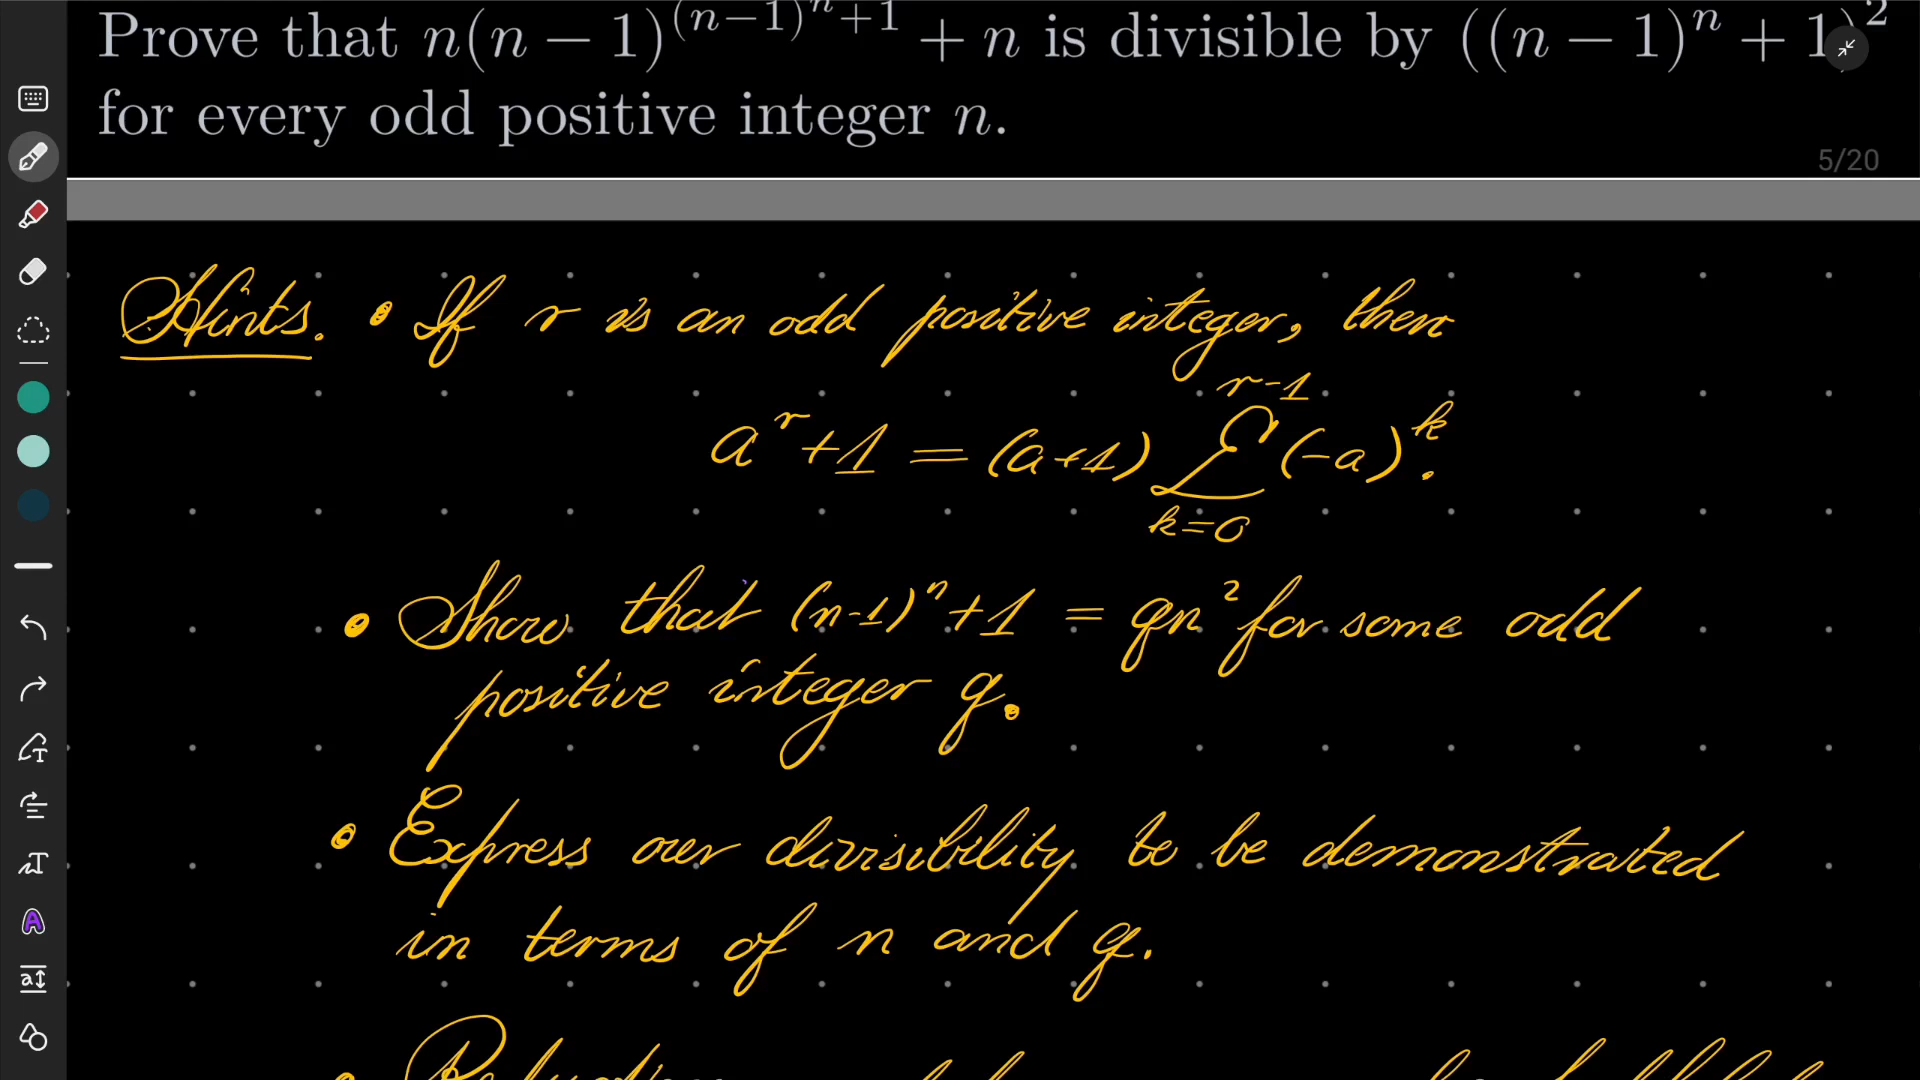 Prove that n(n − 1)^{(n−1)^n+1} + n is divisible by ((n − 1)^n + 1)^2
for every odd positive integer n.
5/20
Hints. • If r is an odd positive integer, then
a^r + 1 = (a+1) \sum_{k=0}^{r-1} (-a)^k.
• Show that (n-1)^n + 1 = qn^2 for some odd
positive integer q.
• Express our divisibility to be demonstrated
in terms of n and q.